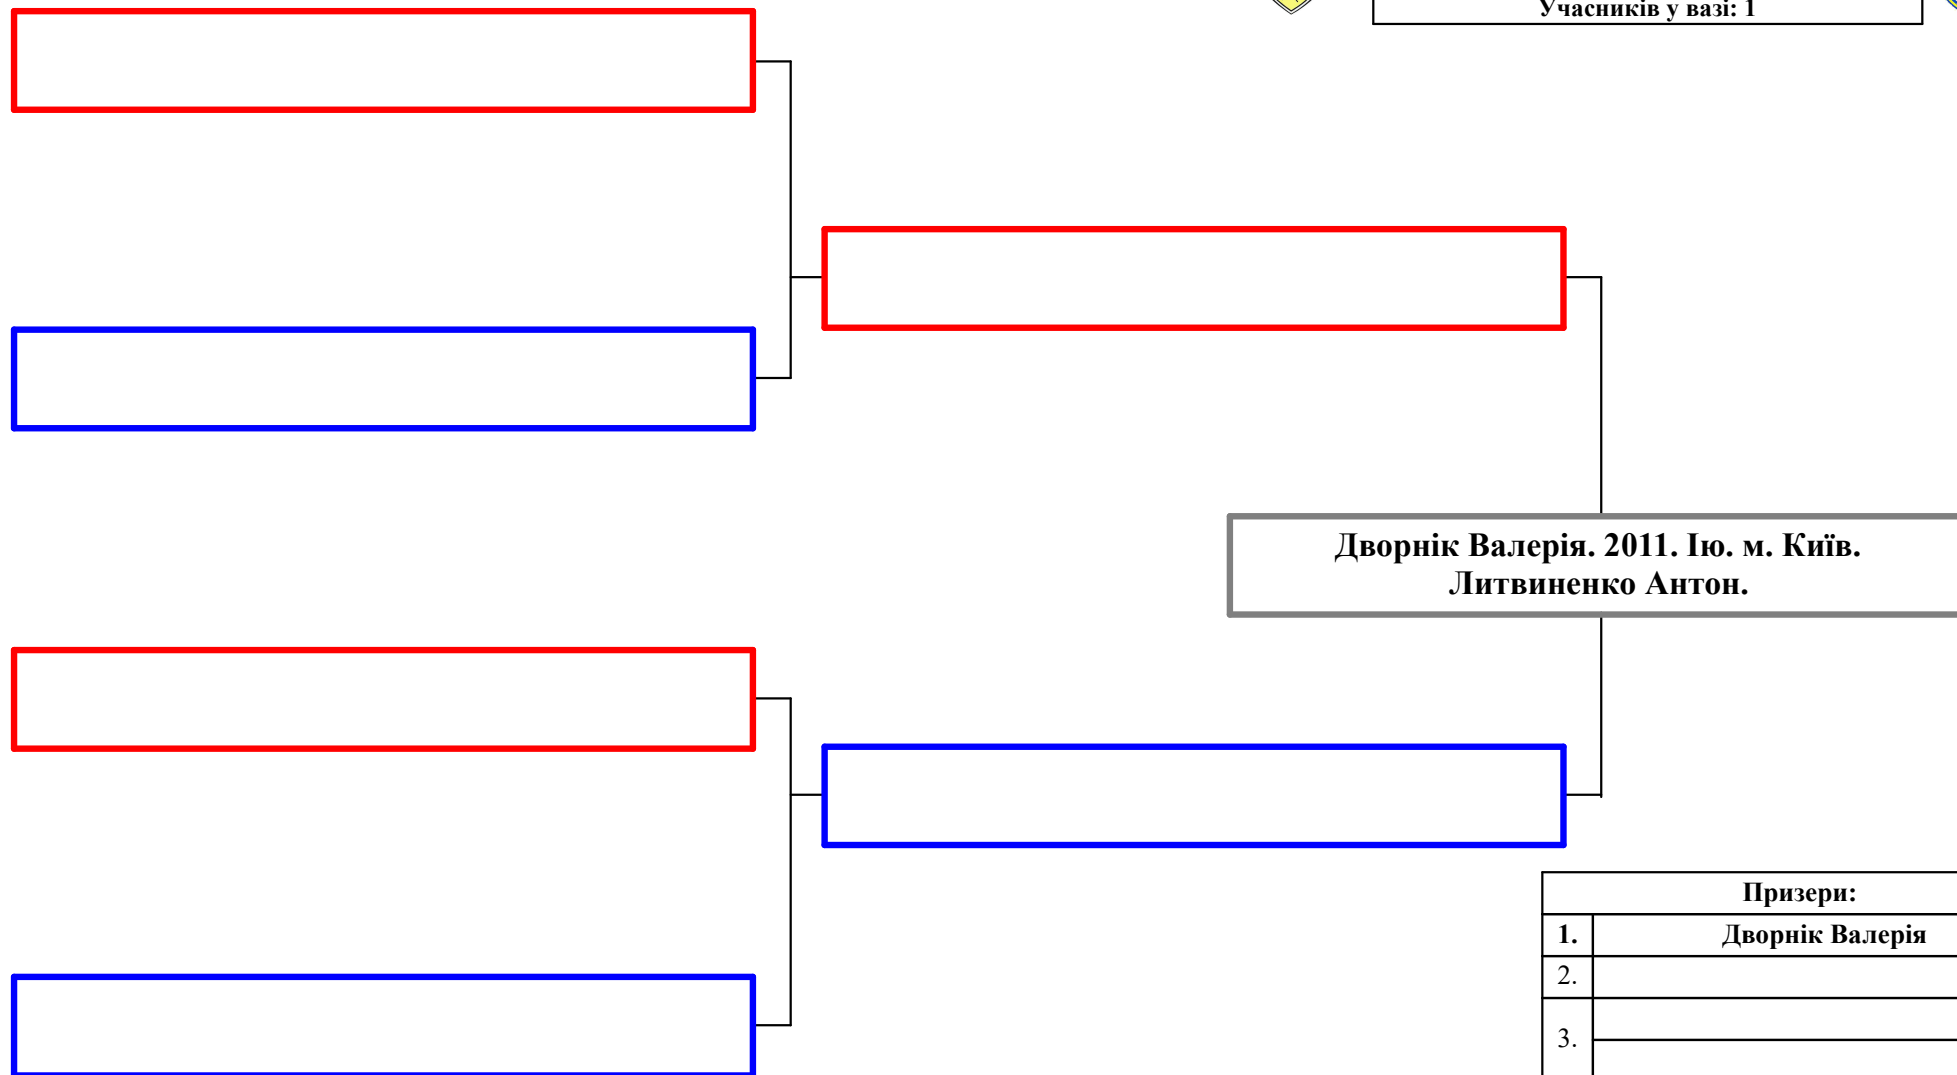 Учасників у вазі: 1
Дворнік Валерія. 2011. Ію. м. Київ.
Литвиненко Антон.
Призери:
1. Дворнік Валерія
2.
3.